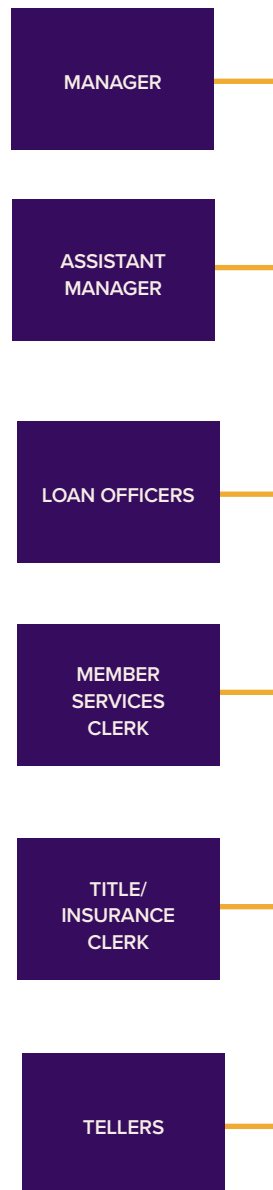 MANAGER
ASSISTANT
MANAGER
LOAN OFFICERS
MEMBER
SERVICES
CLERK
TITLE/
INSURANCE
CLERK
TELLERS